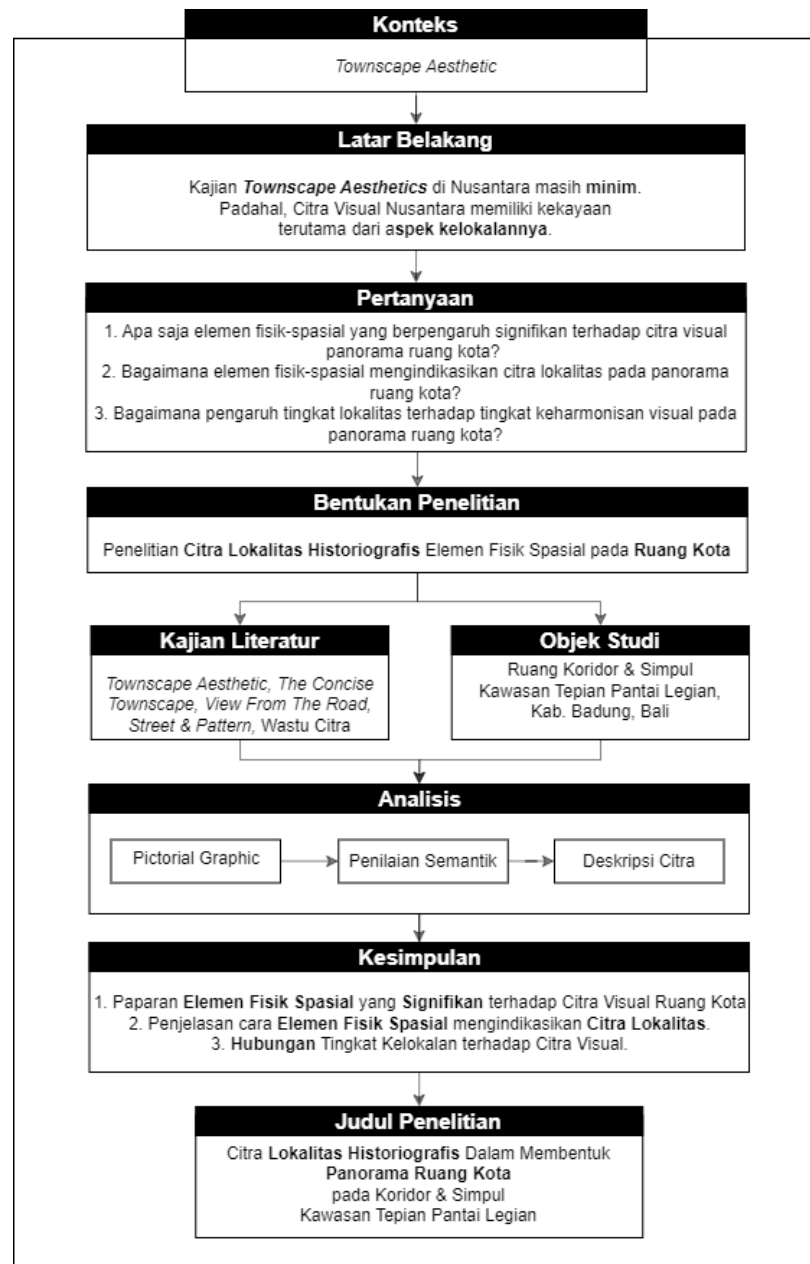 Konteks
Townscape Aesthetic
Latar Belakang
Kajian Townscape Aesthetics di Nusantara masih minim.
Padahal, Citra Visual Nusantara memiliki kekayaan
terutama dari aspek kelokalannya.
Pertanyaan
1. Apa saja elemen fisik-spasial yang berpengaruh signifikan terhadap citra visual
panorama ruang kota?
2. Bagaimana elemen fisik-spasial mengindikasikan citra lokalitas pada panorama
ruang kota?
3. Bagaimana pengaruh tingkat lokalitas terhadap tingkat keharmonisan visual pada
panorama ruang kota?
Bentukan Penelitian
Penelitian Citra Lokalitas Historiografis Elemen Fisik Spasial pada Ruang Kota
Kajian Literatur
Townscape Aesthetic, The Concise
Townscape, View From The Road,
Street & Pattern, Wastu Citra
Objek Studi
Ruang Koridor & Simpul
Kawasan Tepian Pantai Legian,
Kab. Badung, Bali
Analisis
Pictorial Graphic
Penilaian Semantik
Deskripsi Citra
Kesimpulan
1. Paparan Elemen Fisik Spasial yang Signifikan terhadap Citra Visual Ruang Kota
2. Penjelasan cara Elemen Fisik Spasial mengindikasikan Citra Lokalitas.
3. Hubungan Tingkat Kelokalan terhadap Citra Visual.
Judul Penelitian
Citra Lokalitas Historiografis Dalam Membentuk
Panorama Ruang Kota
pada Koridor & Simpul
Kawasan Tepian Pantai Legian